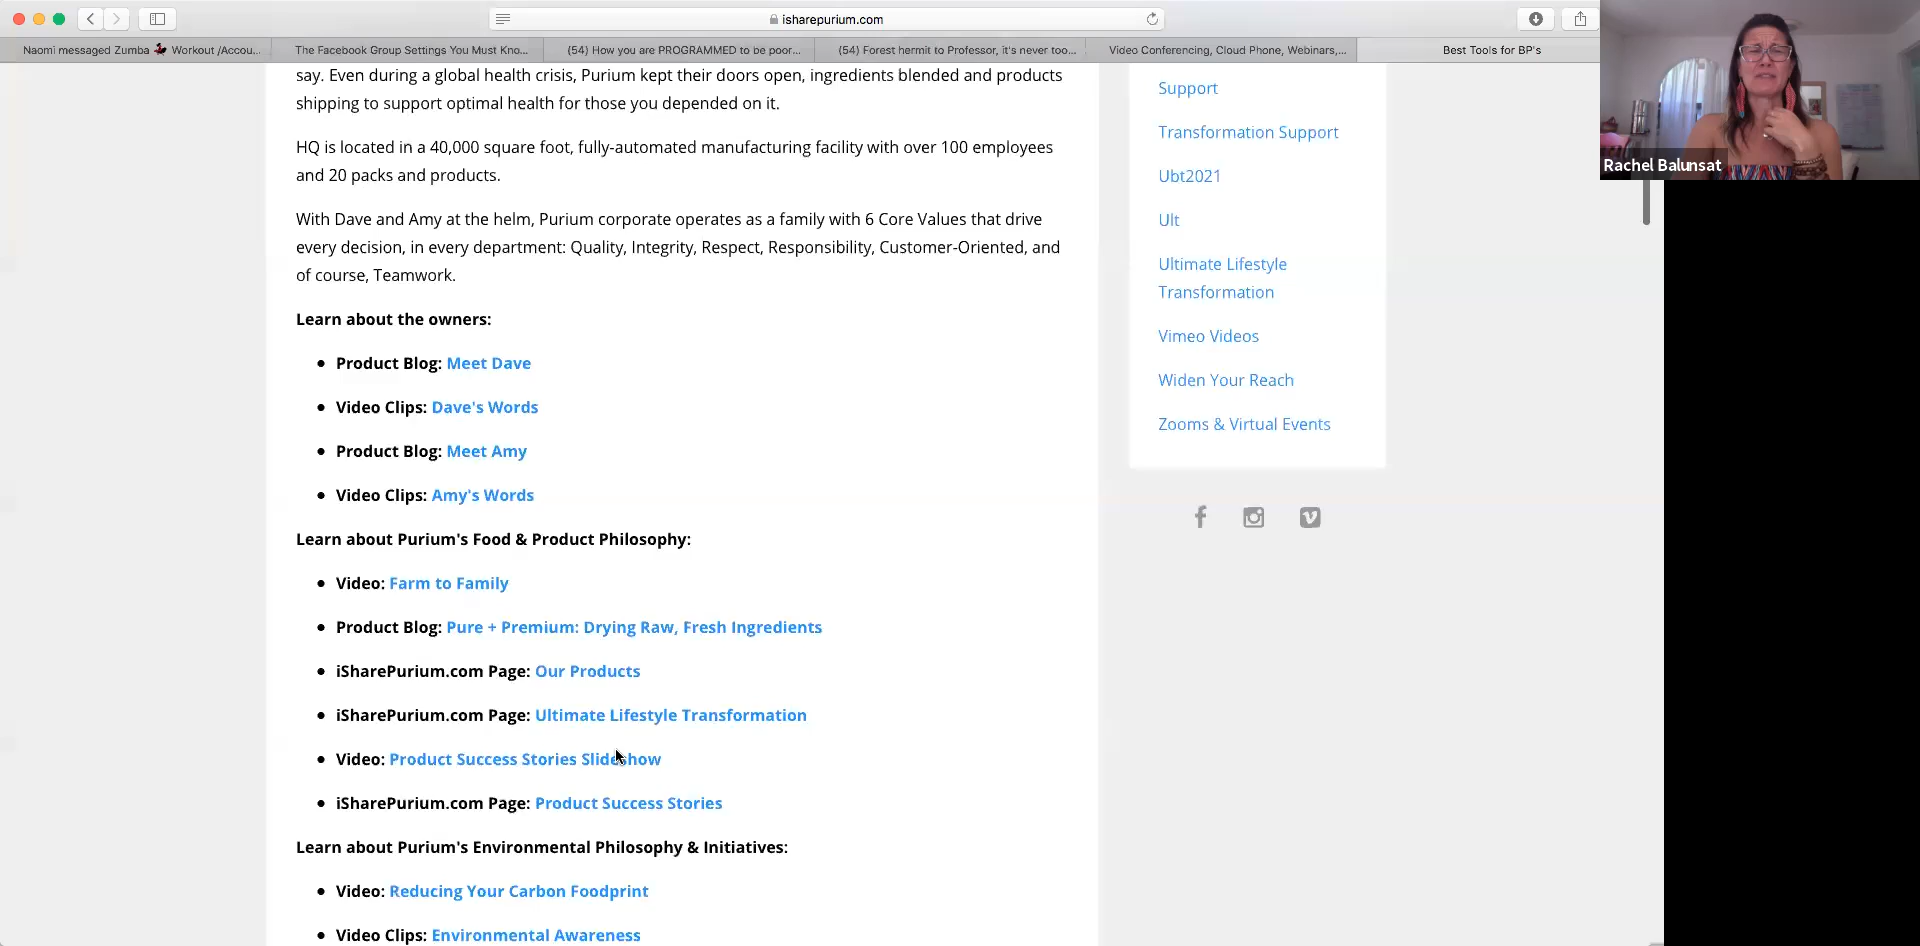 isharepurium.com
Naomi messaged Zumba 💃 Workout /Accou...
The Facebook Group Settings You Must Kno...
(54) How you are PROGRAMMED to be poor...
(54) Forest hermit to Professor, it's never too...
Video Conferencing, Cloud Phone, Webinars,...
Best Tools for BP's
say. Even during a global health crisis, Purium kept their doors open, ingredients blended and products
shipping to support optimal health for those you depended on it.
HQ is located in a 40,000 square foot, fully-automated manufacturing facility with over 100 employees
and 20 packs and products.
With Dave and Amy at the helm, Purium corporate operates as a family with 6 Core Values that drive
every decision, in every department: Quality, Integrity, Respect, Responsibility, Customer-Oriented, and
of course, Teamwork.
Learn about the owners:
• Product Blog: Meet Dave
• Video Clips: Dave's Words
• Product Blog: Meet Amy
• Video Clips: Amy's Words
Learn about Purium's Food & Product Philosophy:
• Video: Farm to Family
• Product Blog: Pure + Premium: Drying Raw, Fresh Ingredients
• iSharePurium.com Page: Our Products
• iSharePurium.com Page: Ultimate Lifestyle Transformation
• Video: Product Success Stories Slideshow
• iSharePurium.com Page: Product Success Stories
Learn about Purium's Environmental Philosophy & Initiatives:
• Video: Reducing Your Carbon Foodprint
• Video Clips: Environmental Awareness
Support
Transformation Support
Ubt2021
Ult
Ultimate Lifestyle
Transformation
Vimeo Videos
Widen Your Reach
Zooms & Virtual Events
Rachel Balunsat